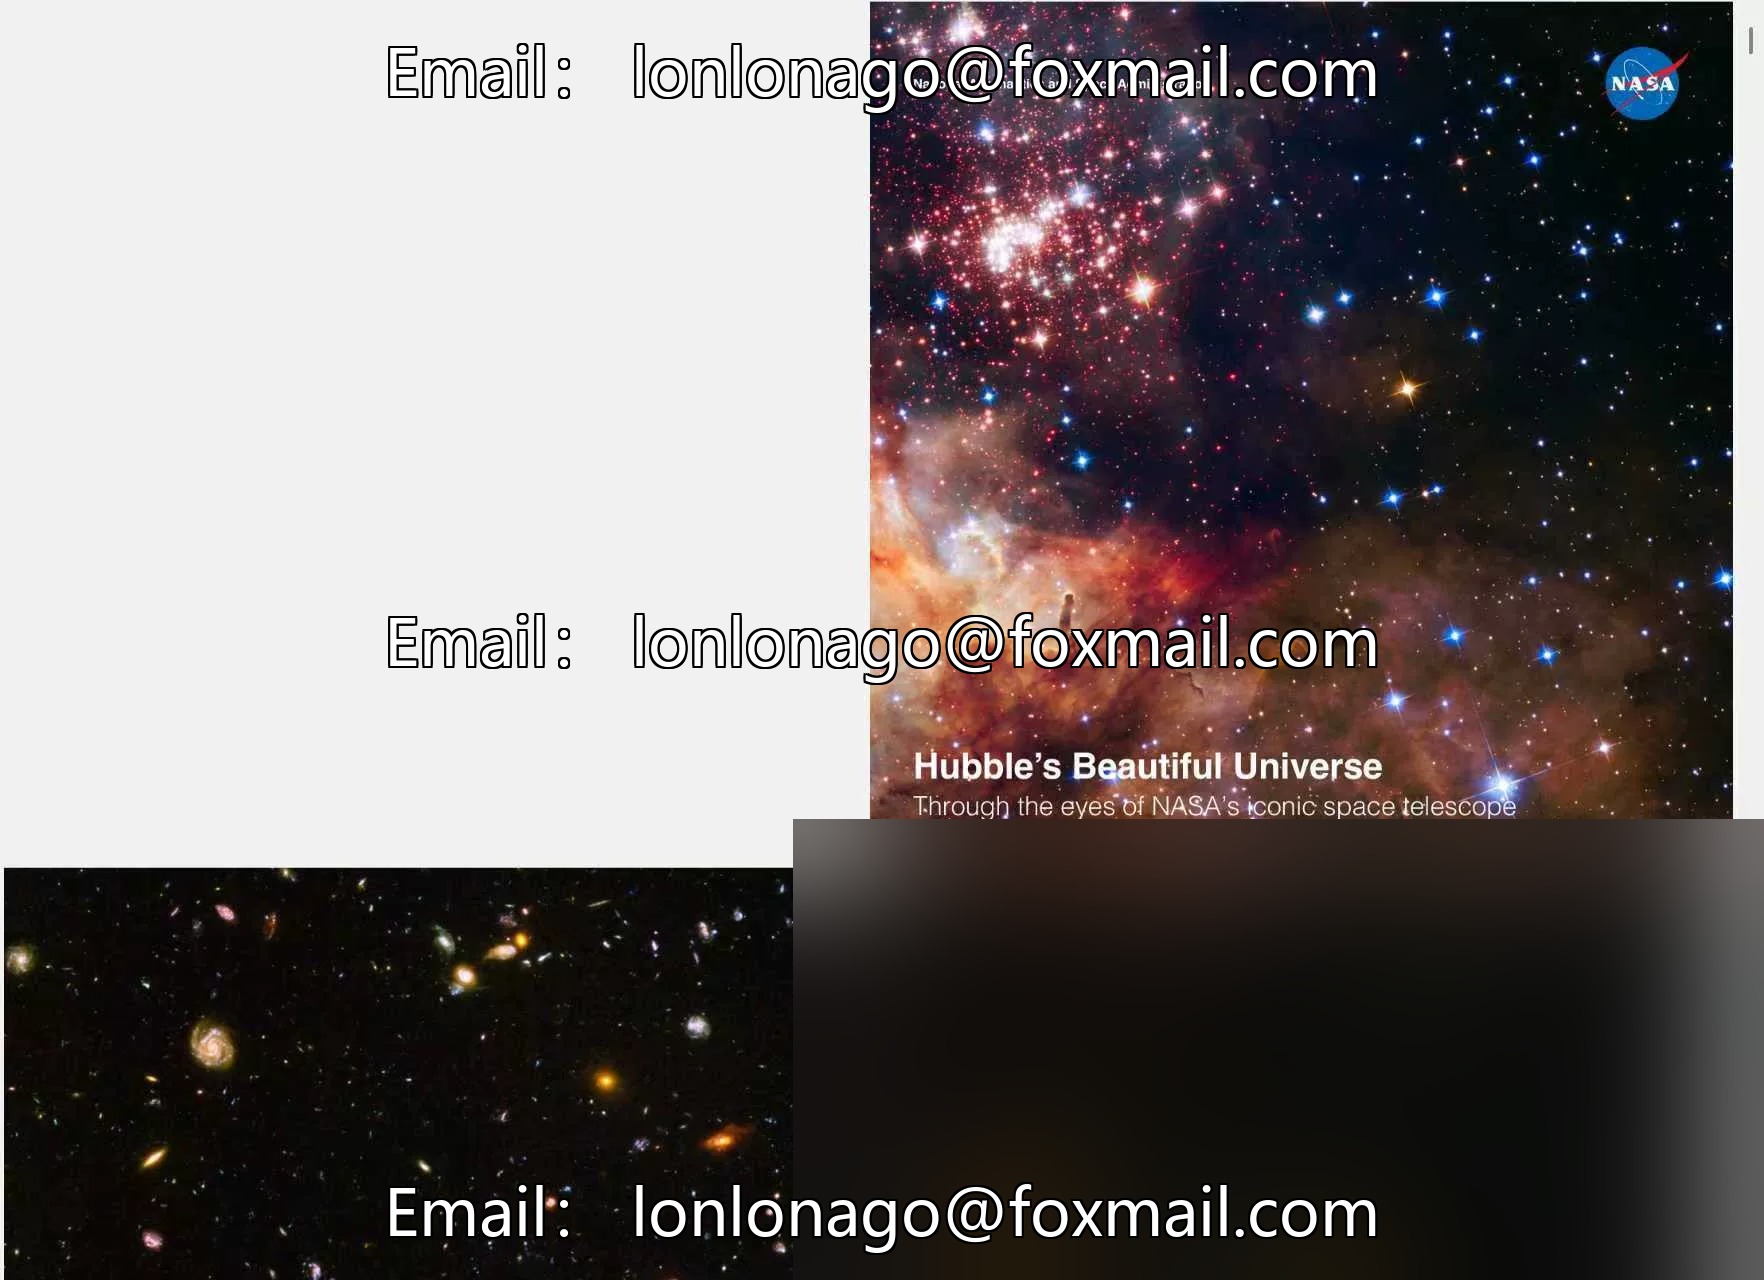 Email： lonlonago@foxmail.com
NASA
Email： lonlonago@foxmail.com
Hubble’s Beautiful Universe
Through the eyes of NASA’s iconic space telescope
Email： lonlonago@foxmail.com